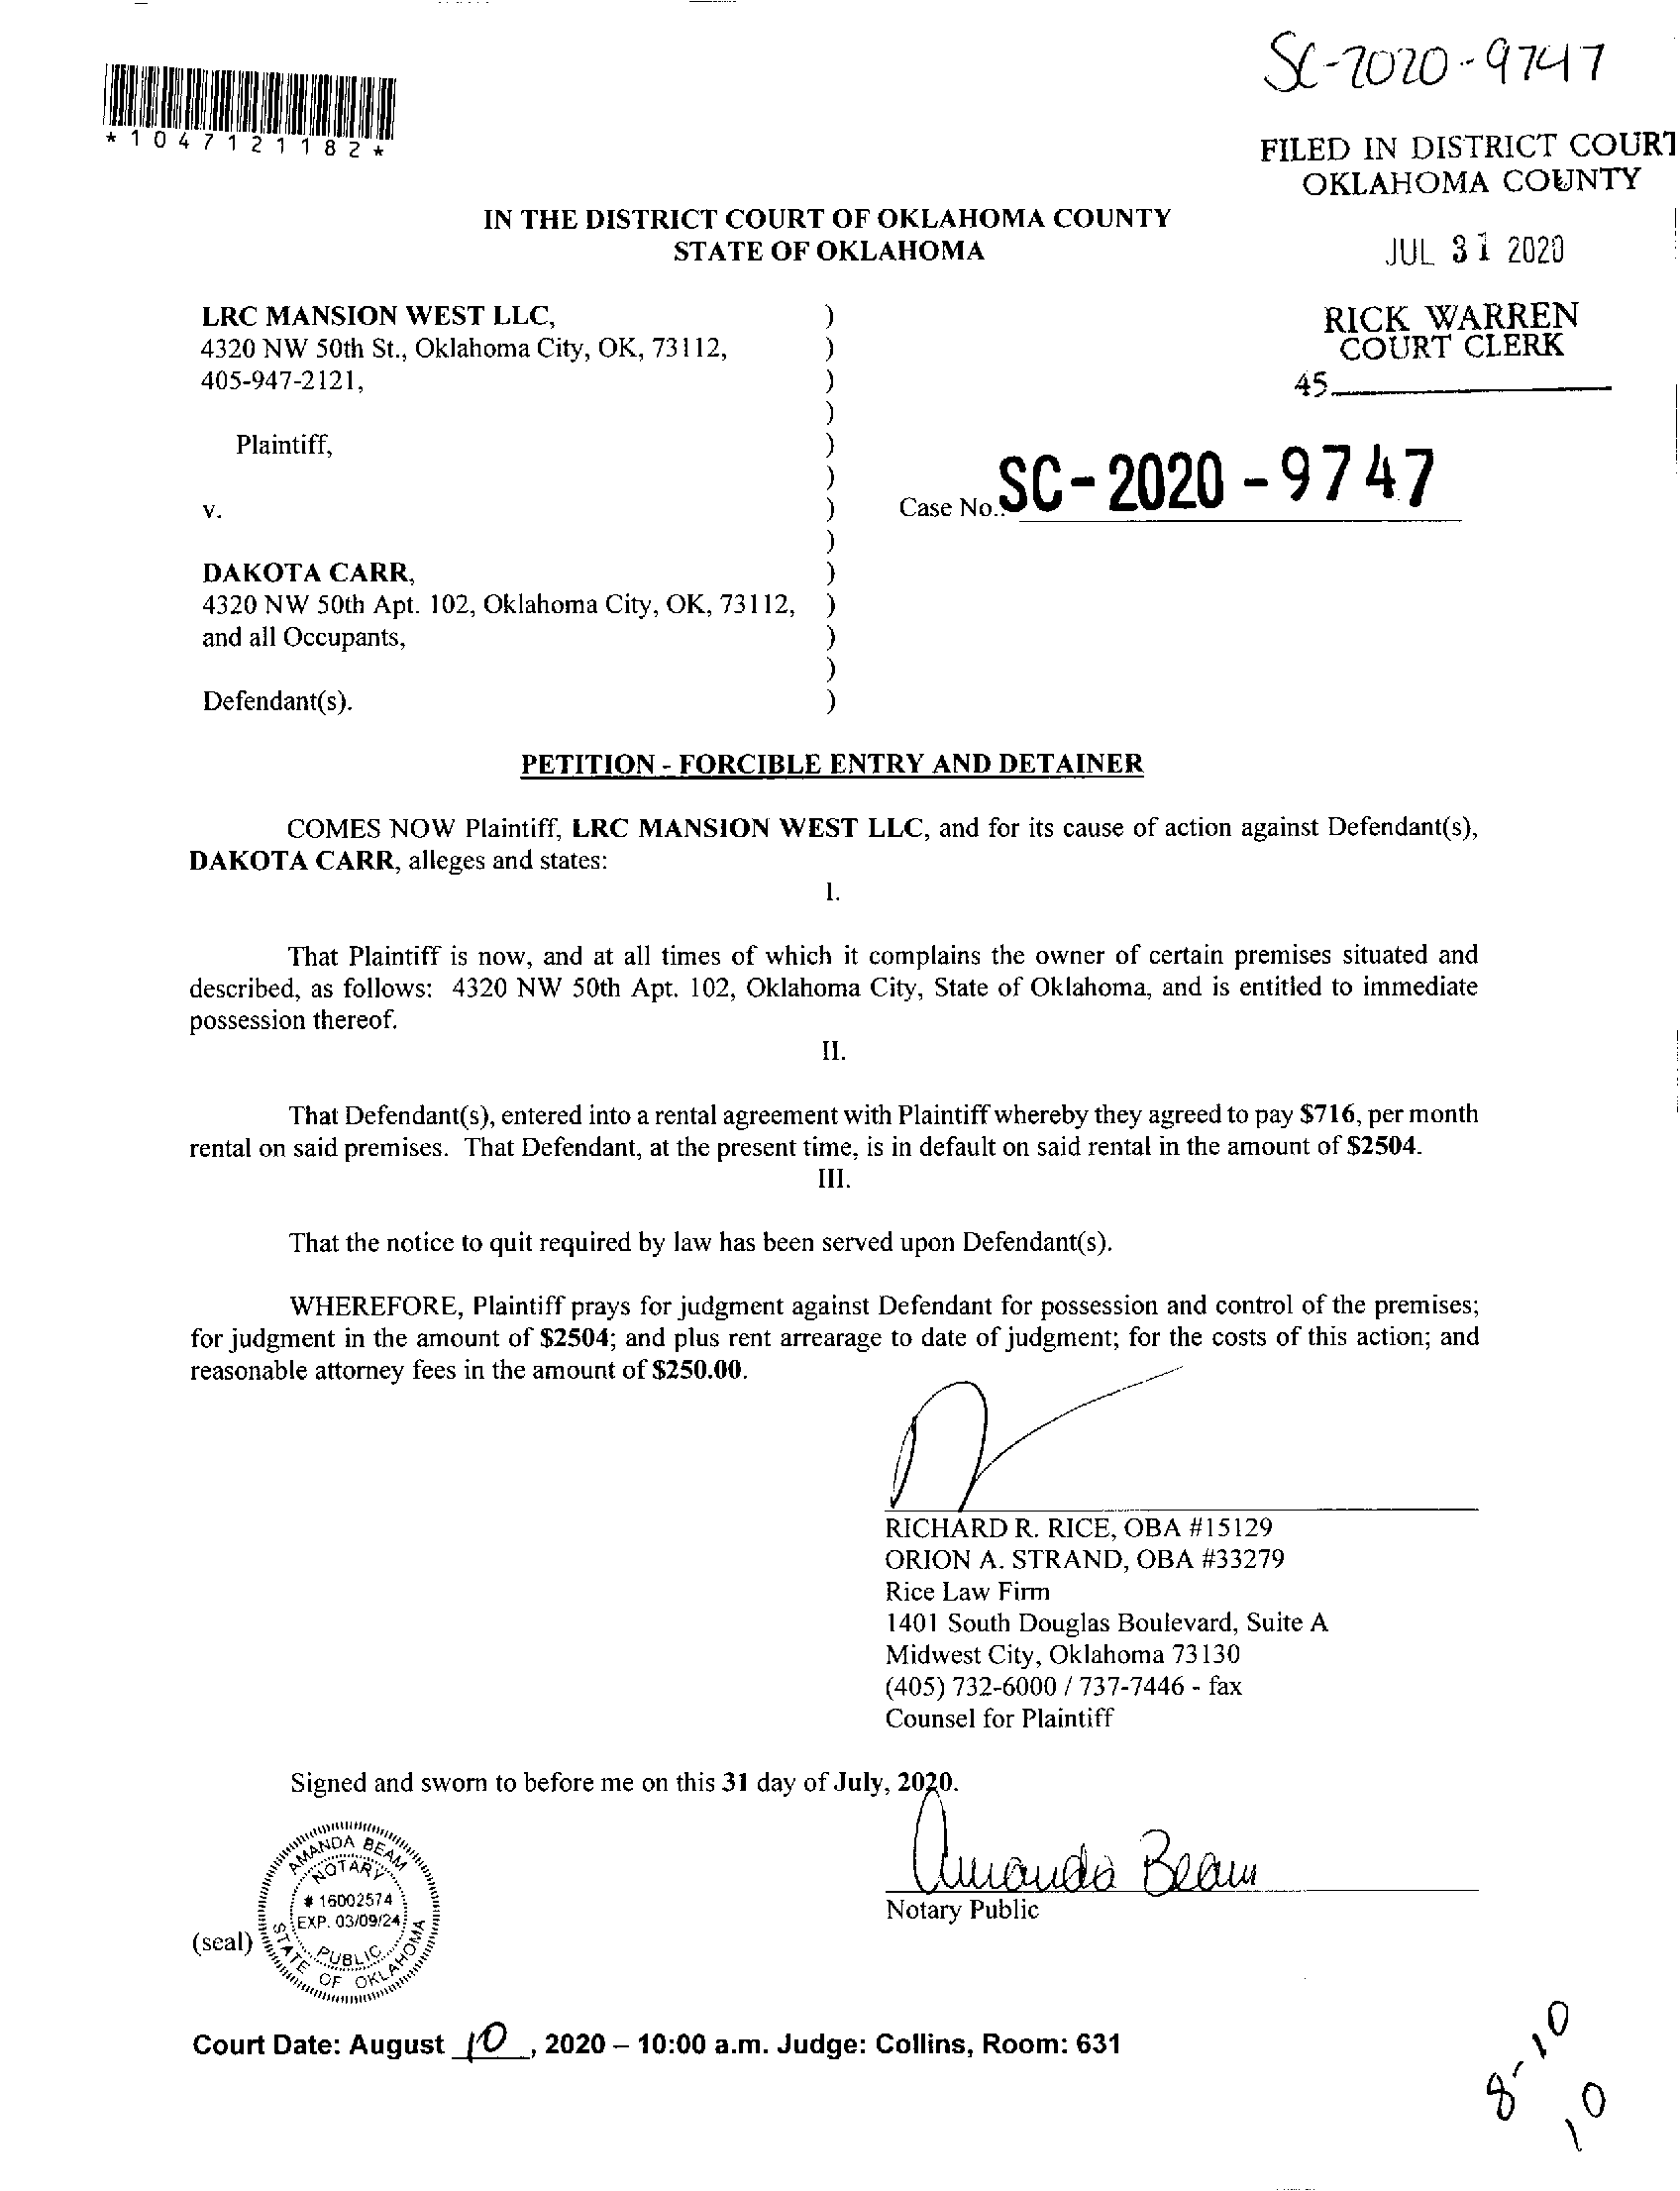 SC-2020-9747
*1047121182*
FILED IN DISTRICT COURT
OKLAHOMA COUNTY
IN THE DISTRICT COURT OF OKLAHOMA COUNTY
STATE OF OKLAHOMA
JUL 31 2020
RICK WARREN
COURT CLERK
45
LRC MANSION WEST LLC, )
4320 NW 50th St., Oklahoma City, OK, 73112, )
405-947-2121, )
)
Plaintiff, )
)
v. ) Case No.: SC-2020-9747
)
DAKOTA CARR, )
4320 NW 50th Apt. 102, Oklahoma City, OK, 73112, )
and all Occupants, )
)
Defendant(s). )
PETITION - FORCIBLE ENTRY AND DETAINER
COMES NOW Plaintiff, LRC MANSION WEST LLC, and for its cause of action against Defendant(s),
DAKOTA CARR, alleges and states:
I.
That Plaintiff is now, and at all times of which it complains the owner of certain premises situated and
described, as follows: 4320 NW 50th Apt. 102, Oklahoma City, State of Oklahoma, and is entitled to immediate
possession thereof.
II.
That Defendant(s), entered into a rental agreement with Plaintiff whereby they agreed to pay $716, per month
rental on said premises. That Defendant, at the present time, is in default on said rental in the amount of $2504.
III.
That the notice to quit required by law has been served upon Defendant(s).
WHEREFORE, Plaintiff prays for judgment against Defendant for possession and control of the premises;
for judgment in the amount of $2504; and plus rent arrearage to date of judgment; for the costs of this action; and
reasonable attorney fees in the amount of $250.00.
RICHARD R. RICE, OBA #15129
ORION A. STRAND, OBA #33279
Rice Law Firm
1401 South Douglas Boulevard, Suite A
Midwest City, Oklahoma 73130
(405) 732-6000 / 737-7446 - fax
Counsel for Plaintiff
Signed and sworn to before me on this 31 day of July, 2020.
Amanda Beam
Notary Public
(seal)
AMANDA BEAM
NOTARY
# 16002574
EXP. 03/09/24
PUBLIC
STATE OF OKLAHOMA
Court Date: August 10, 2020 – 10:00 a.m. Judge: Collins, Room: 631
8-10
10